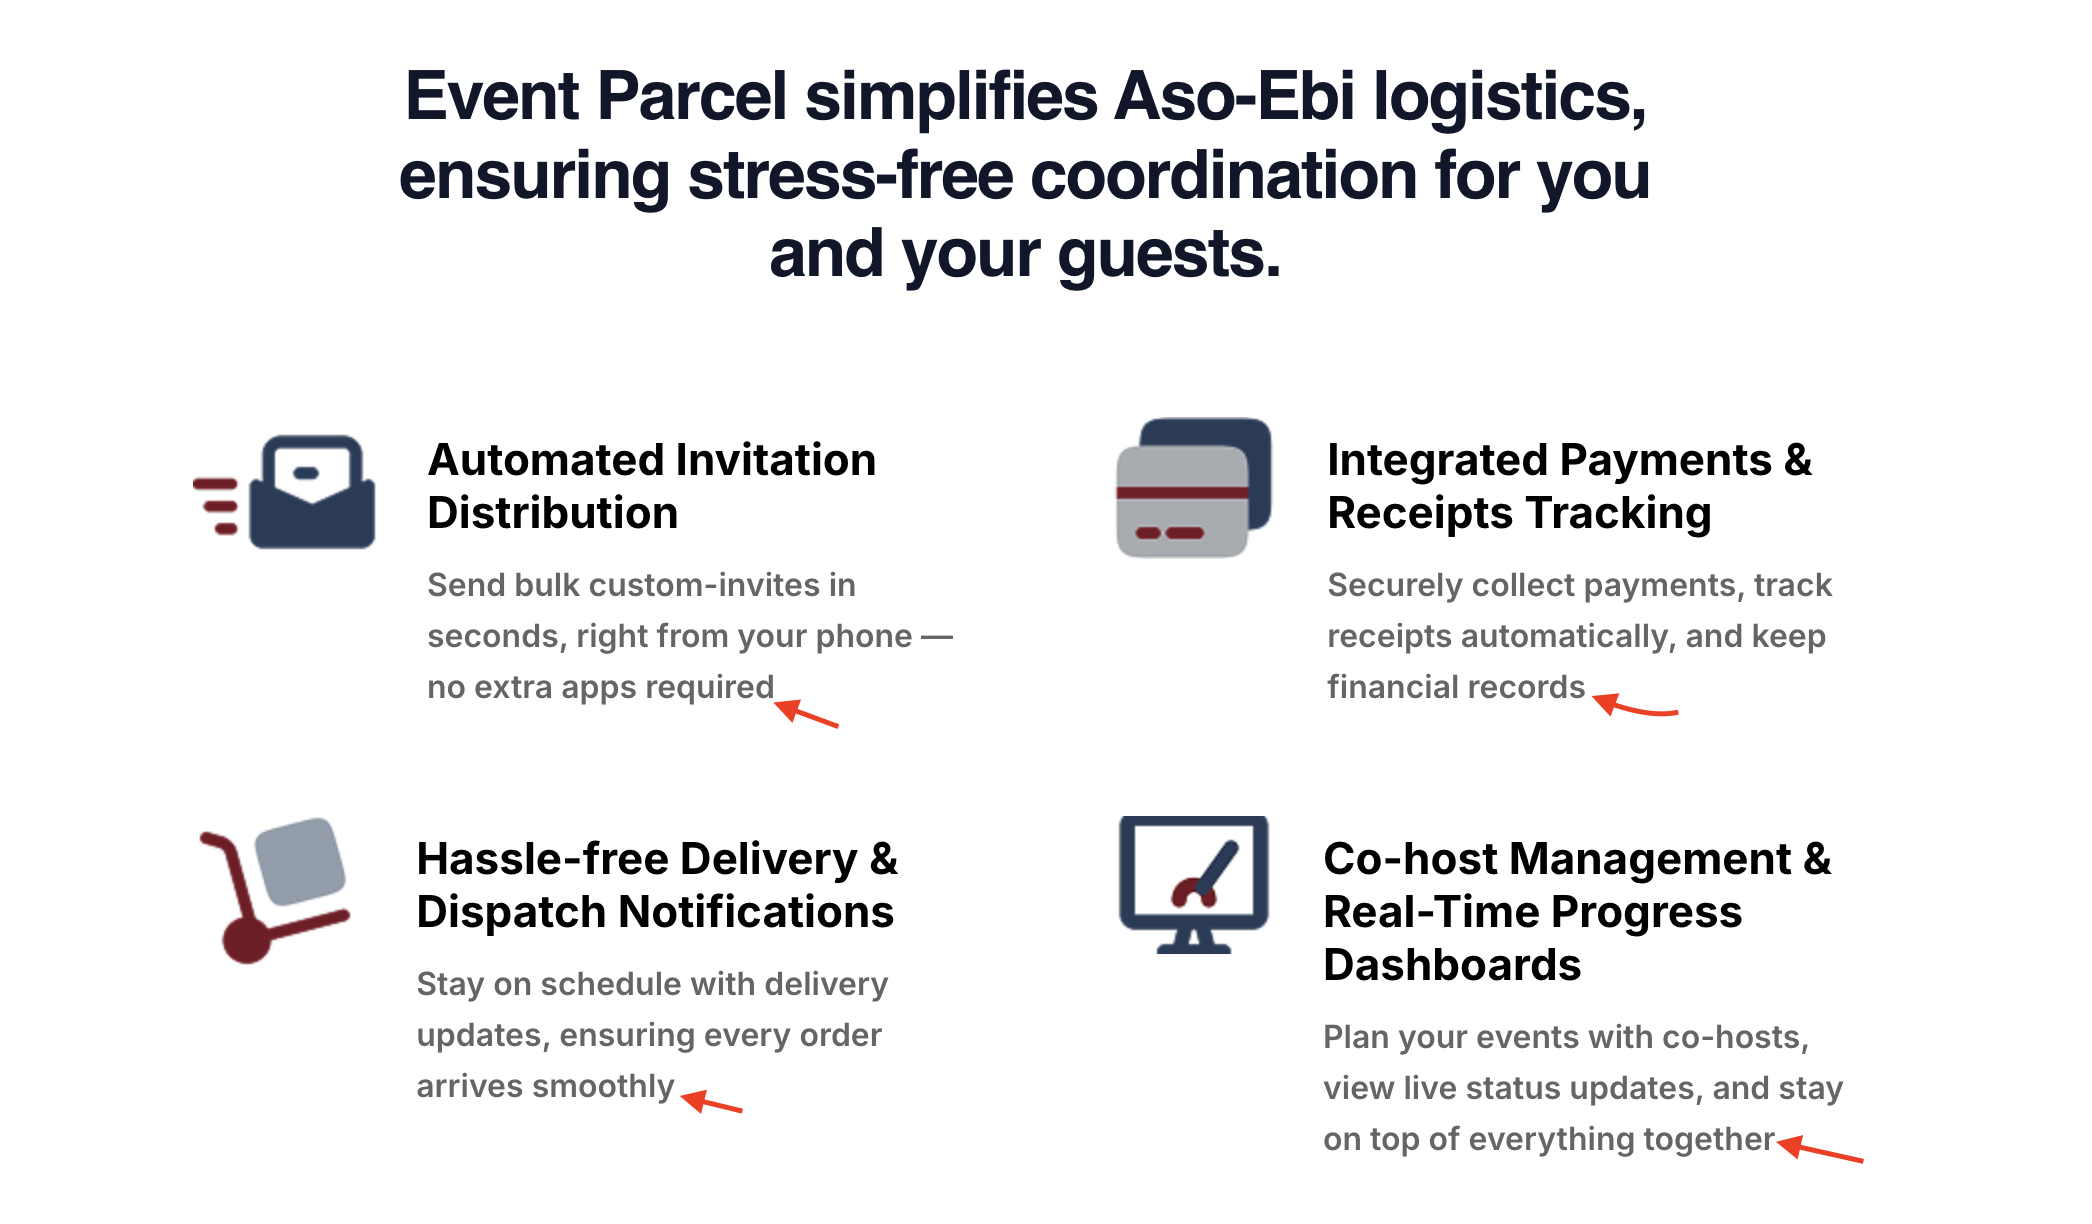 Event Parcel simplifies Aso-Ebi logistics,
ensuring stress-free coordination for you
and your guests.
Automated Invitation
Distribution
Send bulk custom-invites in
seconds, right from your phone —
no extra apps required
Integrated Payments &
Receipts Tracking
Securely collect payments, track
receipts automatically, and keep
financial records
Hassle-free Delivery &
Dispatch Notifications
Stay on schedule with delivery
updates, ensuring every order
arrives smoothly
Co-host Management &
Real-Time Progress
Dashboards
Plan your events with co-hosts,
view live status updates, and stay
on top of everything together